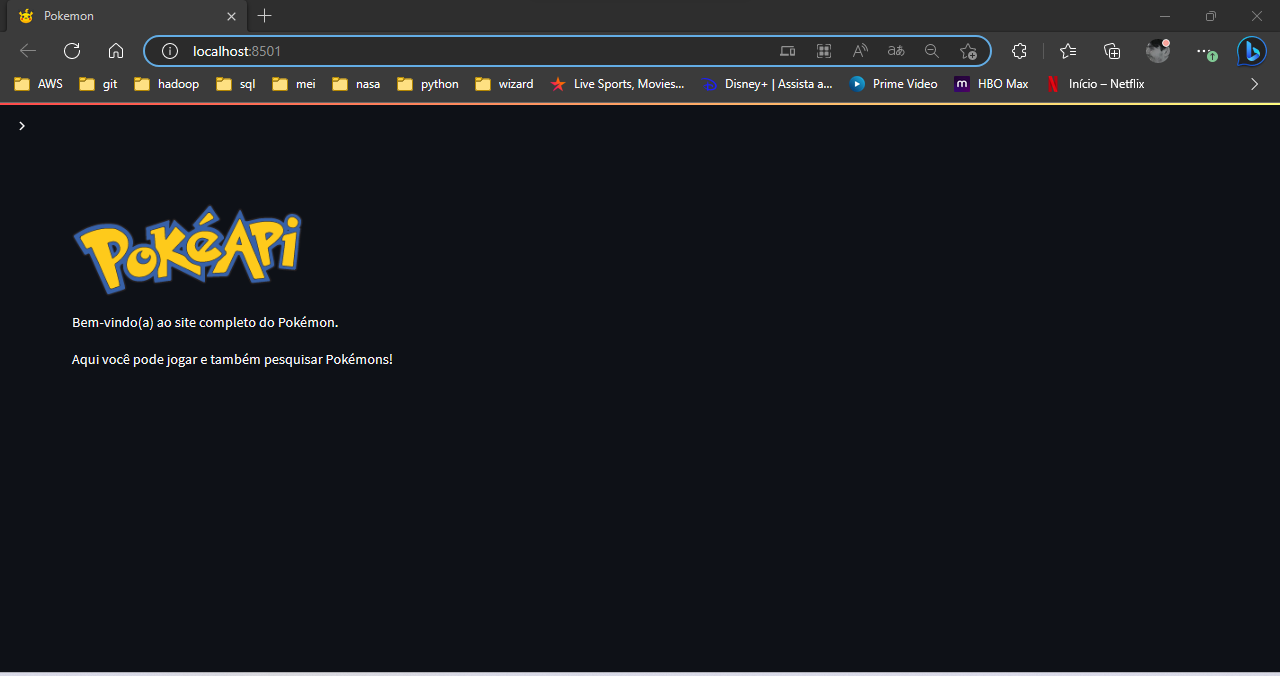 Pokemon
localhost:8501
AWS git hadoop sql mei nasa python wizard Live Sports, Movies... Disney+ | Assista a... Prime Video HBO Max Início – Netflix
PokéApi
Bem-vindo(a) ao site completo do Pokémon.
Aqui você pode jogar e também pesquisar Pokémons!